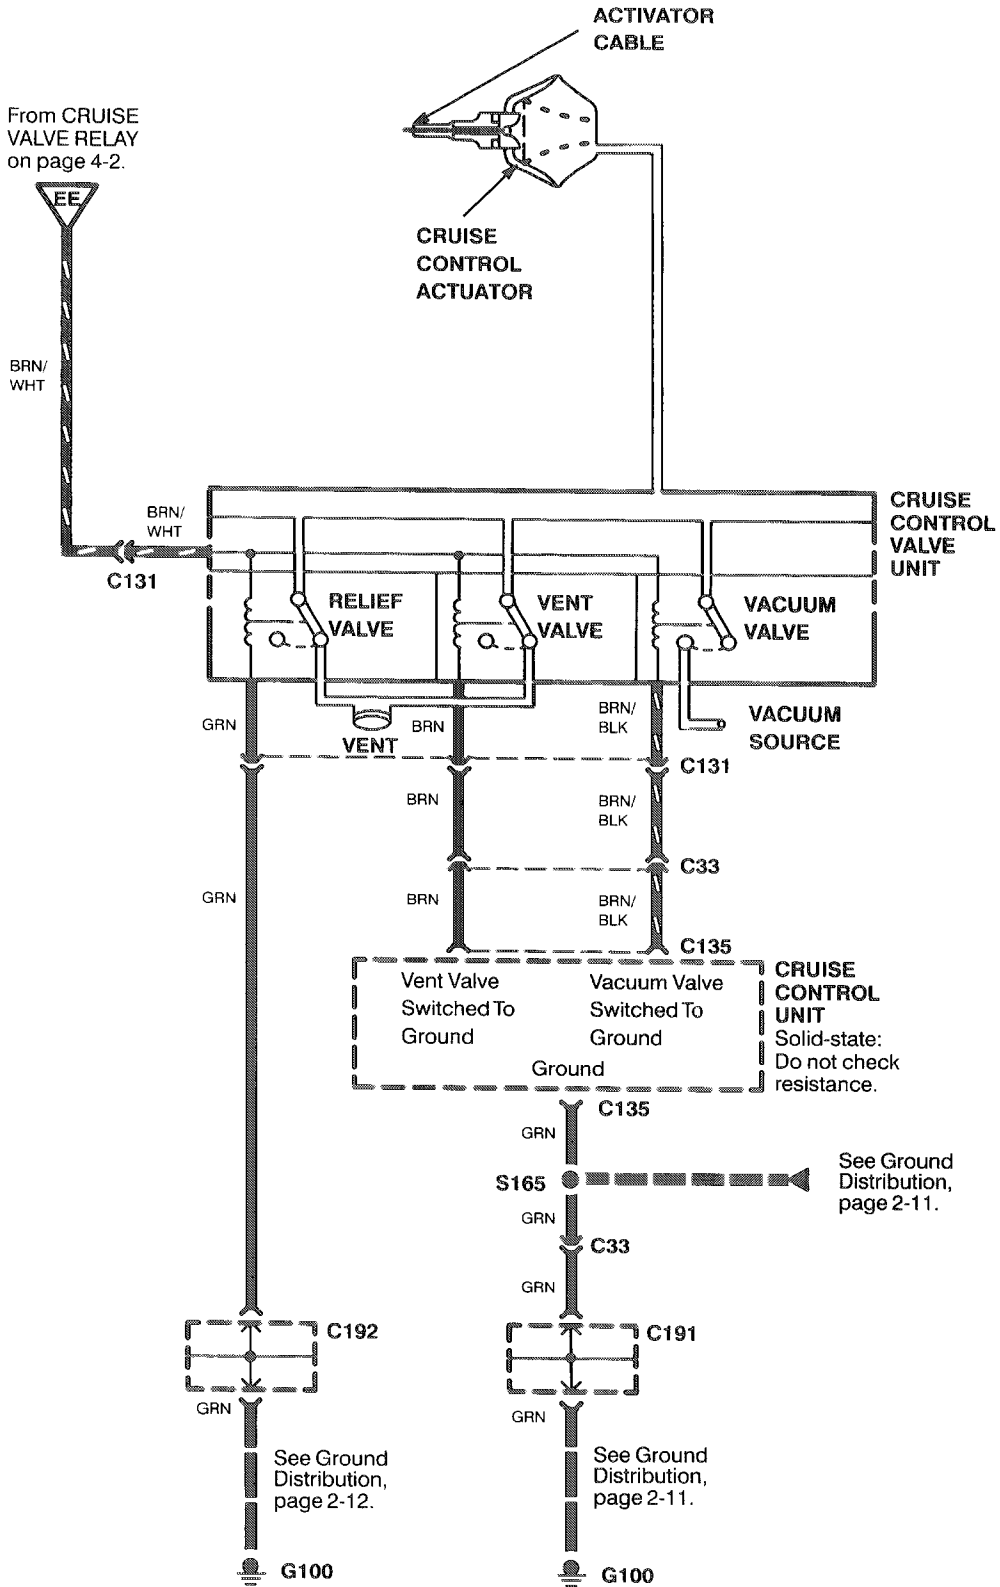 ACTIVATOR
CABLE
From CRUISE
VALVE RELAY
on page 4-2.
EE
CRUISE
CONTROL
ACTUATOR
BRN/
WHT
BRN/
WHT
C131
CRUISE
CONTROL
VALVE
UNIT
RELIEF
VALVE
VENT
VALVE
VACUUM
VALVE
GRN
VENT
BRN
BRN/
BLK
VACUUM
SOURCE
C131
BRN
BRN/
BLK
C33
GRN
BRN
BRN/
BLK
C135
Vent Valve
Switched To
Ground
Vacuum Valve
Switched To
Ground
Ground
CRUISE
CONTROL
UNIT
Solid-state:
Do not check
resistance.
C135
GRN
S165
See Ground
Distribution,
page 2-11.
GRN
C33
GRN
C192
C191
GRN
GRN
See Ground
Distribution,
page 2-12.
See Ground
Distribution,
page 2-11.
G100
G100